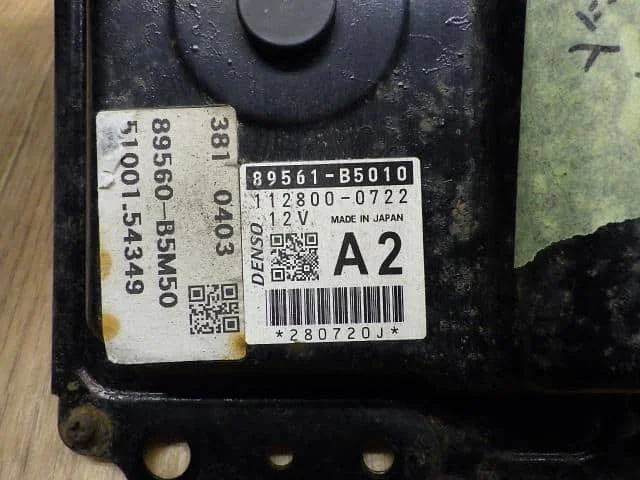 381 0403
89560-B5M50
51001.54349
89561-B5010
112800-0722
12V MADE IN JAPAN
DENSO
A2
*280720J*